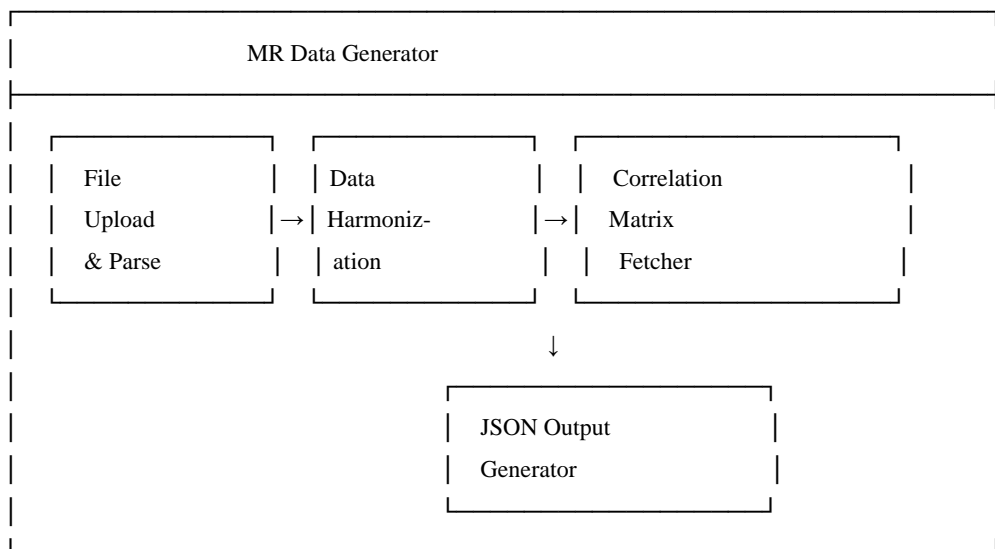 MR Data Generator
File Data Correlation
Upload → Harmoniz- → Matrix
& Parse ation Fetcher
↓
JSON Output
Generator